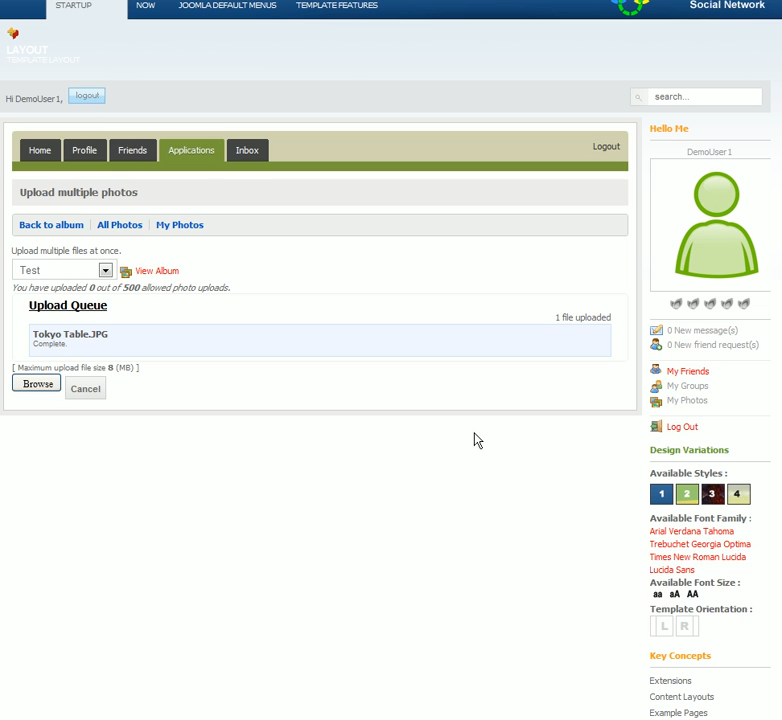 STARTUP NOW JOOMLA DEFAULT MENUS TEMPLATE FEATURES Social Network
LAYOUT
TEMPLATE LAYOUT
Hi DemoUser1, logout search...
Home Profile Friends Applications Inbox Logout
Upload multiple photos
Back to album All Photos My Photos
Upload multiple files at once.
Test View Album
You have uploaded 0 out of 500 allowed photo uploads.
Upload Queue
1 file uploaded
Tokyo Table.JPG
Complete.
[ Maximum upload file size 8 (MB) ]
Browse Cancel
Hello Me
DemoUser1
0 New message(s)
0 New friend request(s)
My Friends
My Groups
My Photos
Log Out
Design Variations
Available Styles :
1 2 3 4
Available Font Family :
Arial Verdana Tahoma
Trebuchet Georgia Optima
Times New Roman Lucida
Lucida Sans
Available Font Size :
aa aA AA
Template Orientation :
L R
Key Concepts
Extensions
Content Layouts
Example Pages